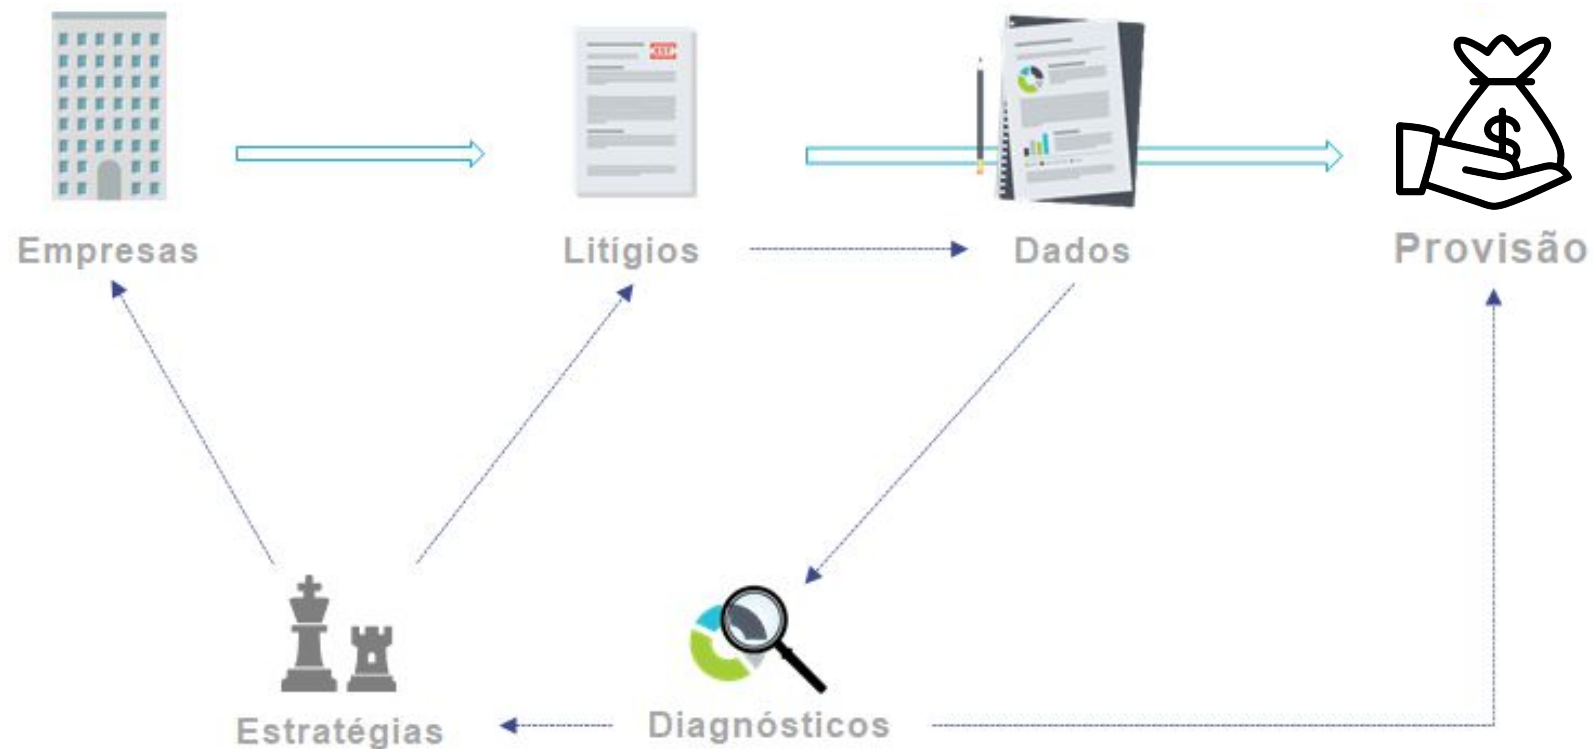 Empresas
Litígios
Dados
Provisão
$
Estratégias
Diagnósticos